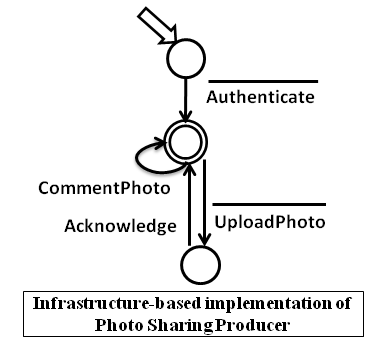 Authenticate
CommentPhoto
Acknowledge
UploadPhoto
Infrastructure-based implementation of
Photo Sharing Producer